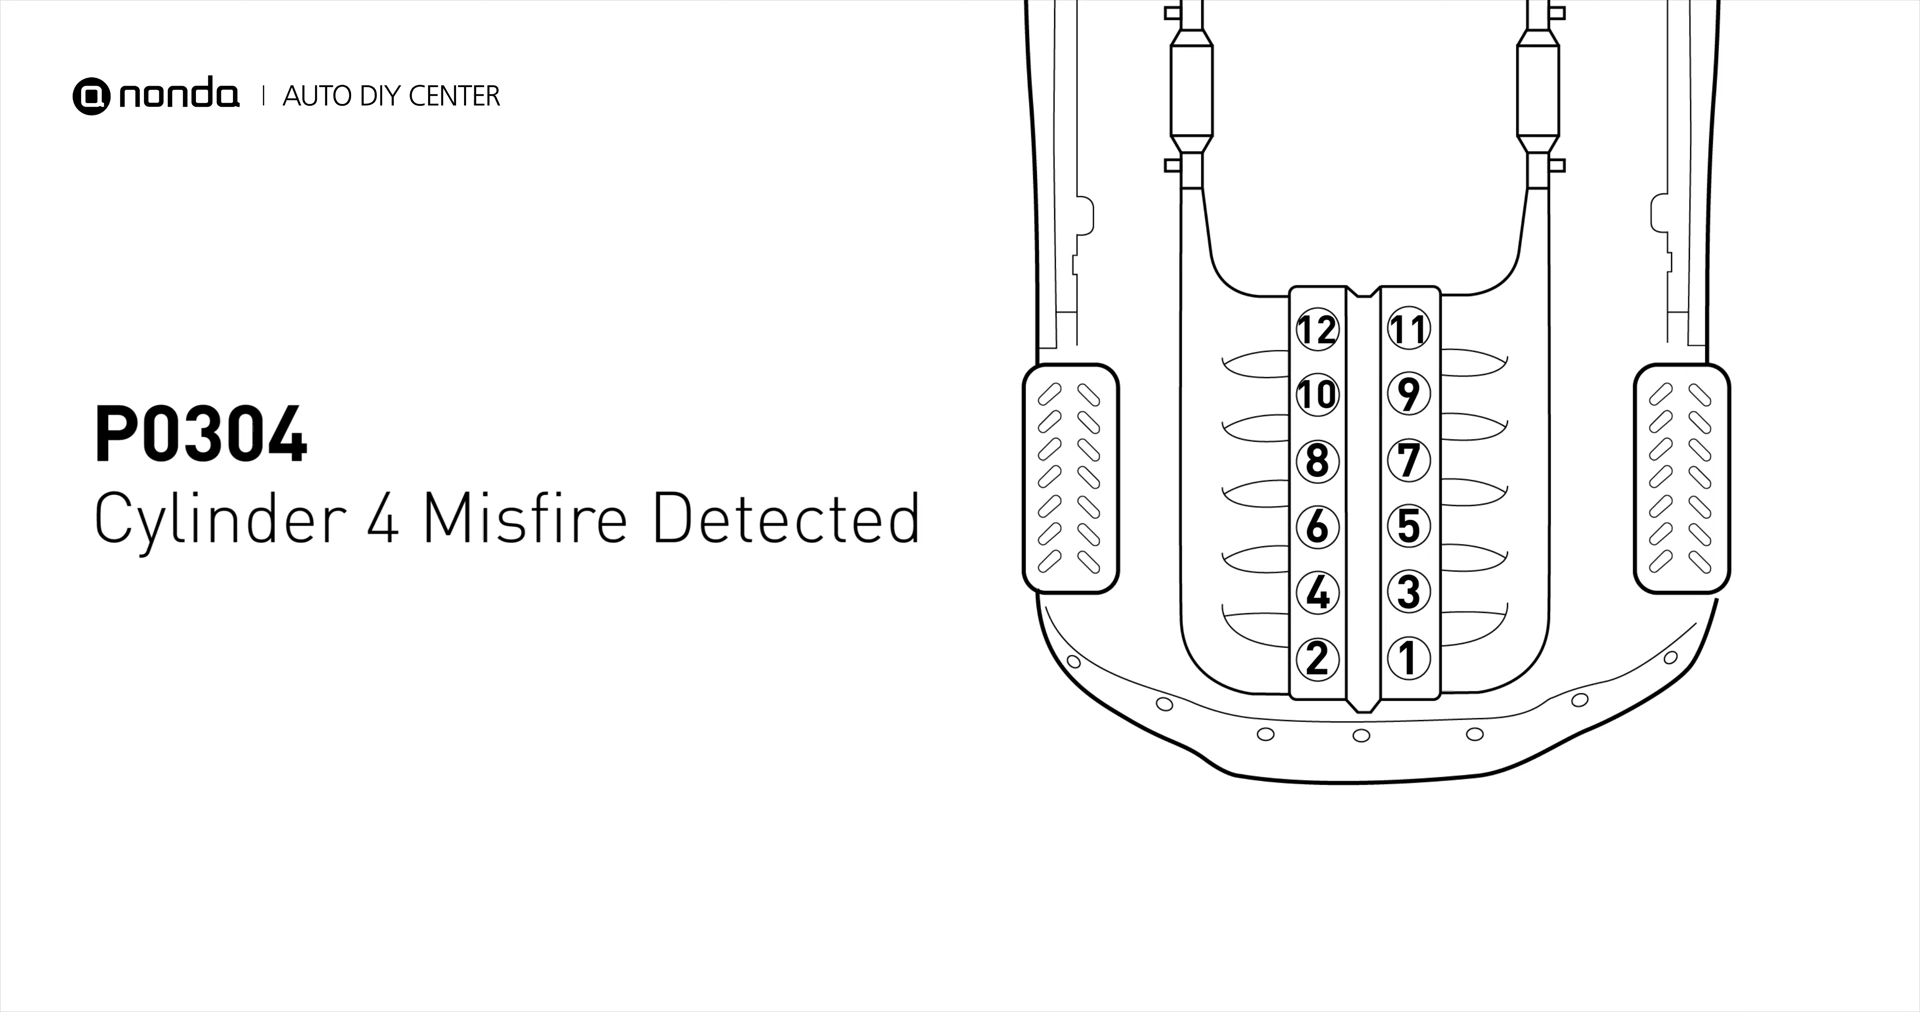 nonda | AUTO DIY CENTER
P0304
Cylinder 4 Misfire Detected
12 11
10 9
8 7
6 5
4 3
2 1